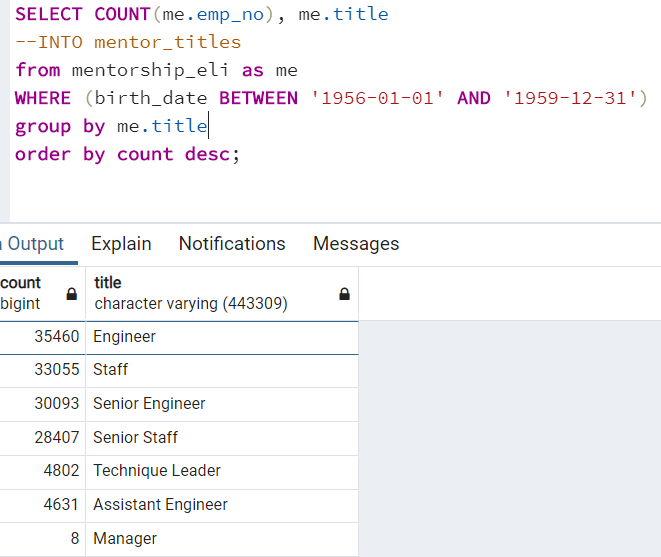 SELECT COUNT(me.emp_no), me.title
--INTO mentor_titles
from mentorship_eli as me
WHERE (birth_date BETWEEN '1956-01-01' AND '1959-12-31')
group by me.title
order by count desc;
Output Explain Notifications Messages
count title
bigint character varying (443309)
35460 Engineer
33055 Staff
30093 Senior Engineer
28407 Senior Staff
4802 Technique Leader
4631 Assistant Engineer
8 Manager